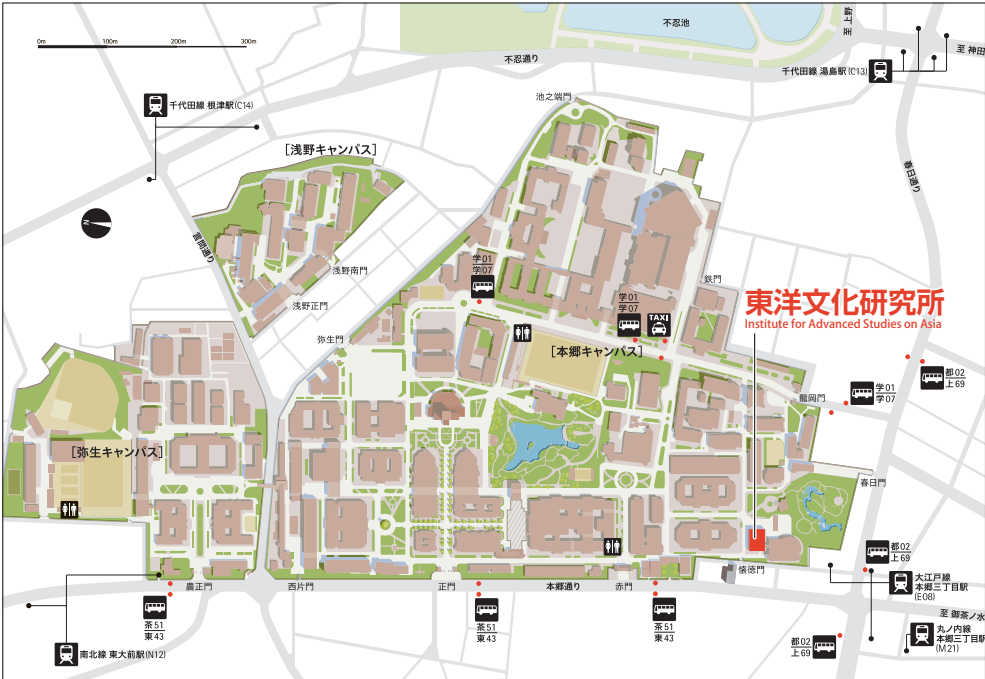 0m 100m 200m 300m
不忍池
至 上野
至 神田
不忍通り
千代田線 湯島駅(C13)
千代田線 根津駅(C14)
池之端門
[浅野キャンパス]
春日通り
N
言問通り
浅野南門
学01
学07
鉄門
浅野正門
学01
学07
TAXI
東洋文化研究所
Institute for Advanced Studies on Asia
弥生門
[本郷キャンパス]
都02
上69
学01
学07
龍岡門
[弥生キャンパス]
春日門
都02
上69
懐徳門
大江戸線
本郷三丁目駅
(E08)
農正門
西片門
正門
本郷通り
赤門
至 御茶ノ水
茶51
東43
茶51
東43
茶51
東43
丸ノ内線
本郷三丁目駅
(M21)
都02
上69
南北線 東大前駅(N12)